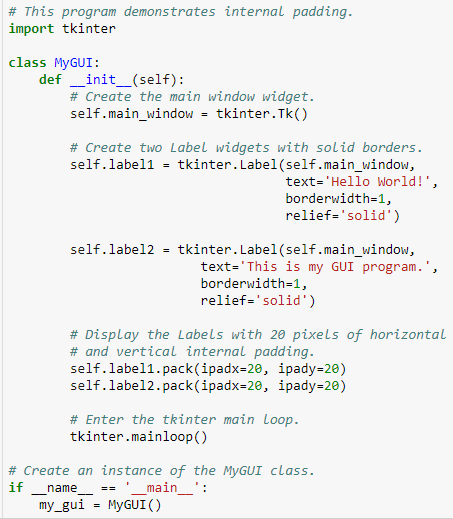 # This program demonstrates internal padding.
import tkinter

class MyGUI:
    def __init__(self):
        # Create the main window widget.
        self.main_window = tkinter.Tk()

        # Create two Label widgets with solid borders.
        self.label1 = tkinter.Label(self.main_window,
                                    text='Hello World!',
                                    borderwidth=1,
                                    relief='solid')

        self.label2 = tkinter.Label(self.main_window,
                         text='This is my GUI program.',
                         borderwidth=1,
                         relief='solid')

        # Display the Labels with 20 pixels of horizontal
        # and vertical internal padding.
        self.label1.pack(ipadx=20, ipady=20)
        self.label2.pack(ipadx=20, ipady=20)

        # Enter the tkinter main loop.
        tkinter.mainloop()

# Create an instance of the MyGUI class.
if __name__ == '__main__':
    my_gui = MyGUI()